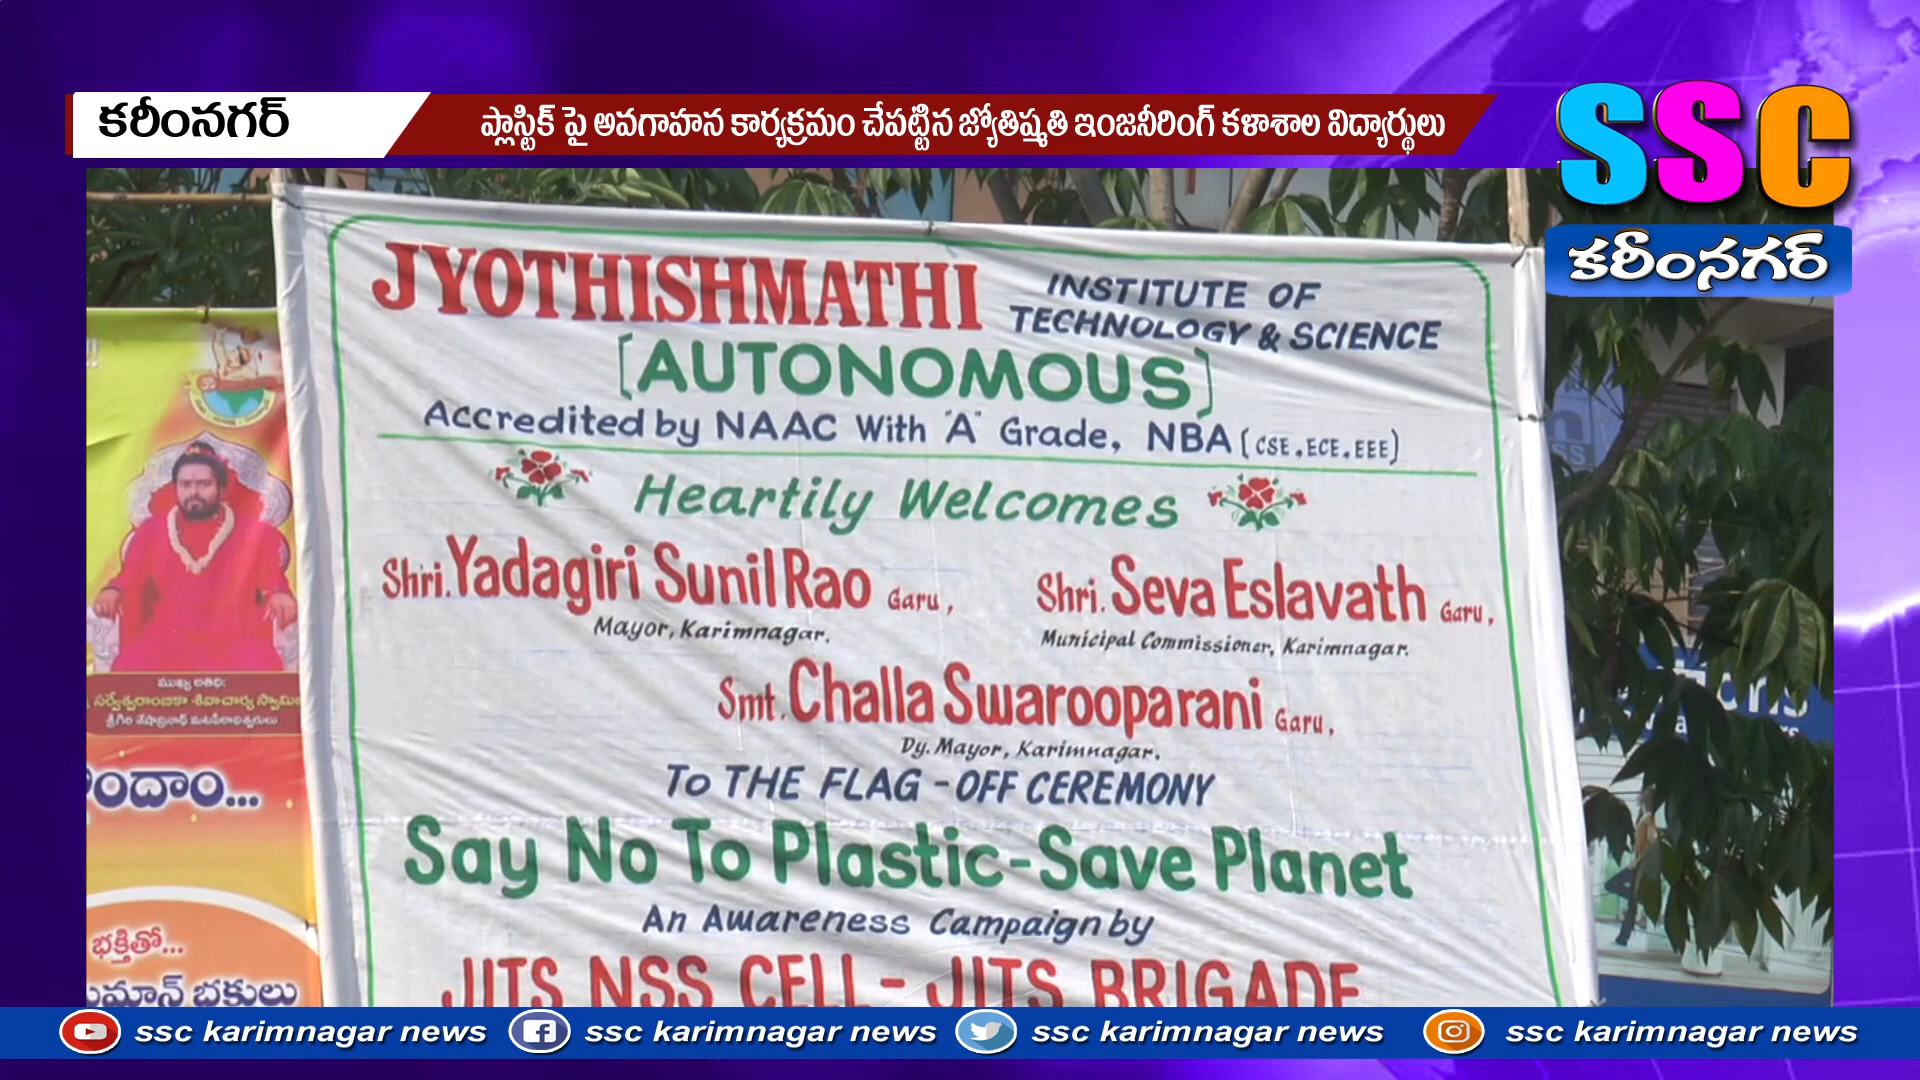 కరీంనగర్
ప్లాస్టిక్ పై అవగాహన కార్యక్రమం చేపట్టిన జ్యోతిష్మతి ఇంజనీరింగ్ కళాశాల విద్యార్థులు
SSC
కరీంనగర్
JYOTHISHMATHI INSTITUTE OF
TECHNOLOGY & SCIENCE
[AUTONOMOUS]
Accredited by NAAC With "A" Grade, NBA (CSE, ECE, EEE)
Heartily Welcomes
Shri. Yadagiri Sunil Rao Garu,
Mayor, Karimnagar.
Shri. Seva Eslavath Garu,
Municipal Commissioner, Karimnagar.
Smt. Challa Swarooparani Garu,
Dy. Mayor, Karimnagar.
To THE FLAG - OFF CEREMONY
Say No To Plastic - Save Planet
An Awareness Campaign by
JITS NSS CELL - JITS BRIGADE
ముఖ్య అతిథి:
భక్తితో...
ssc karimnagar news
ssc karimnagar news
ssc karimnagar news
ssc karimnagar news